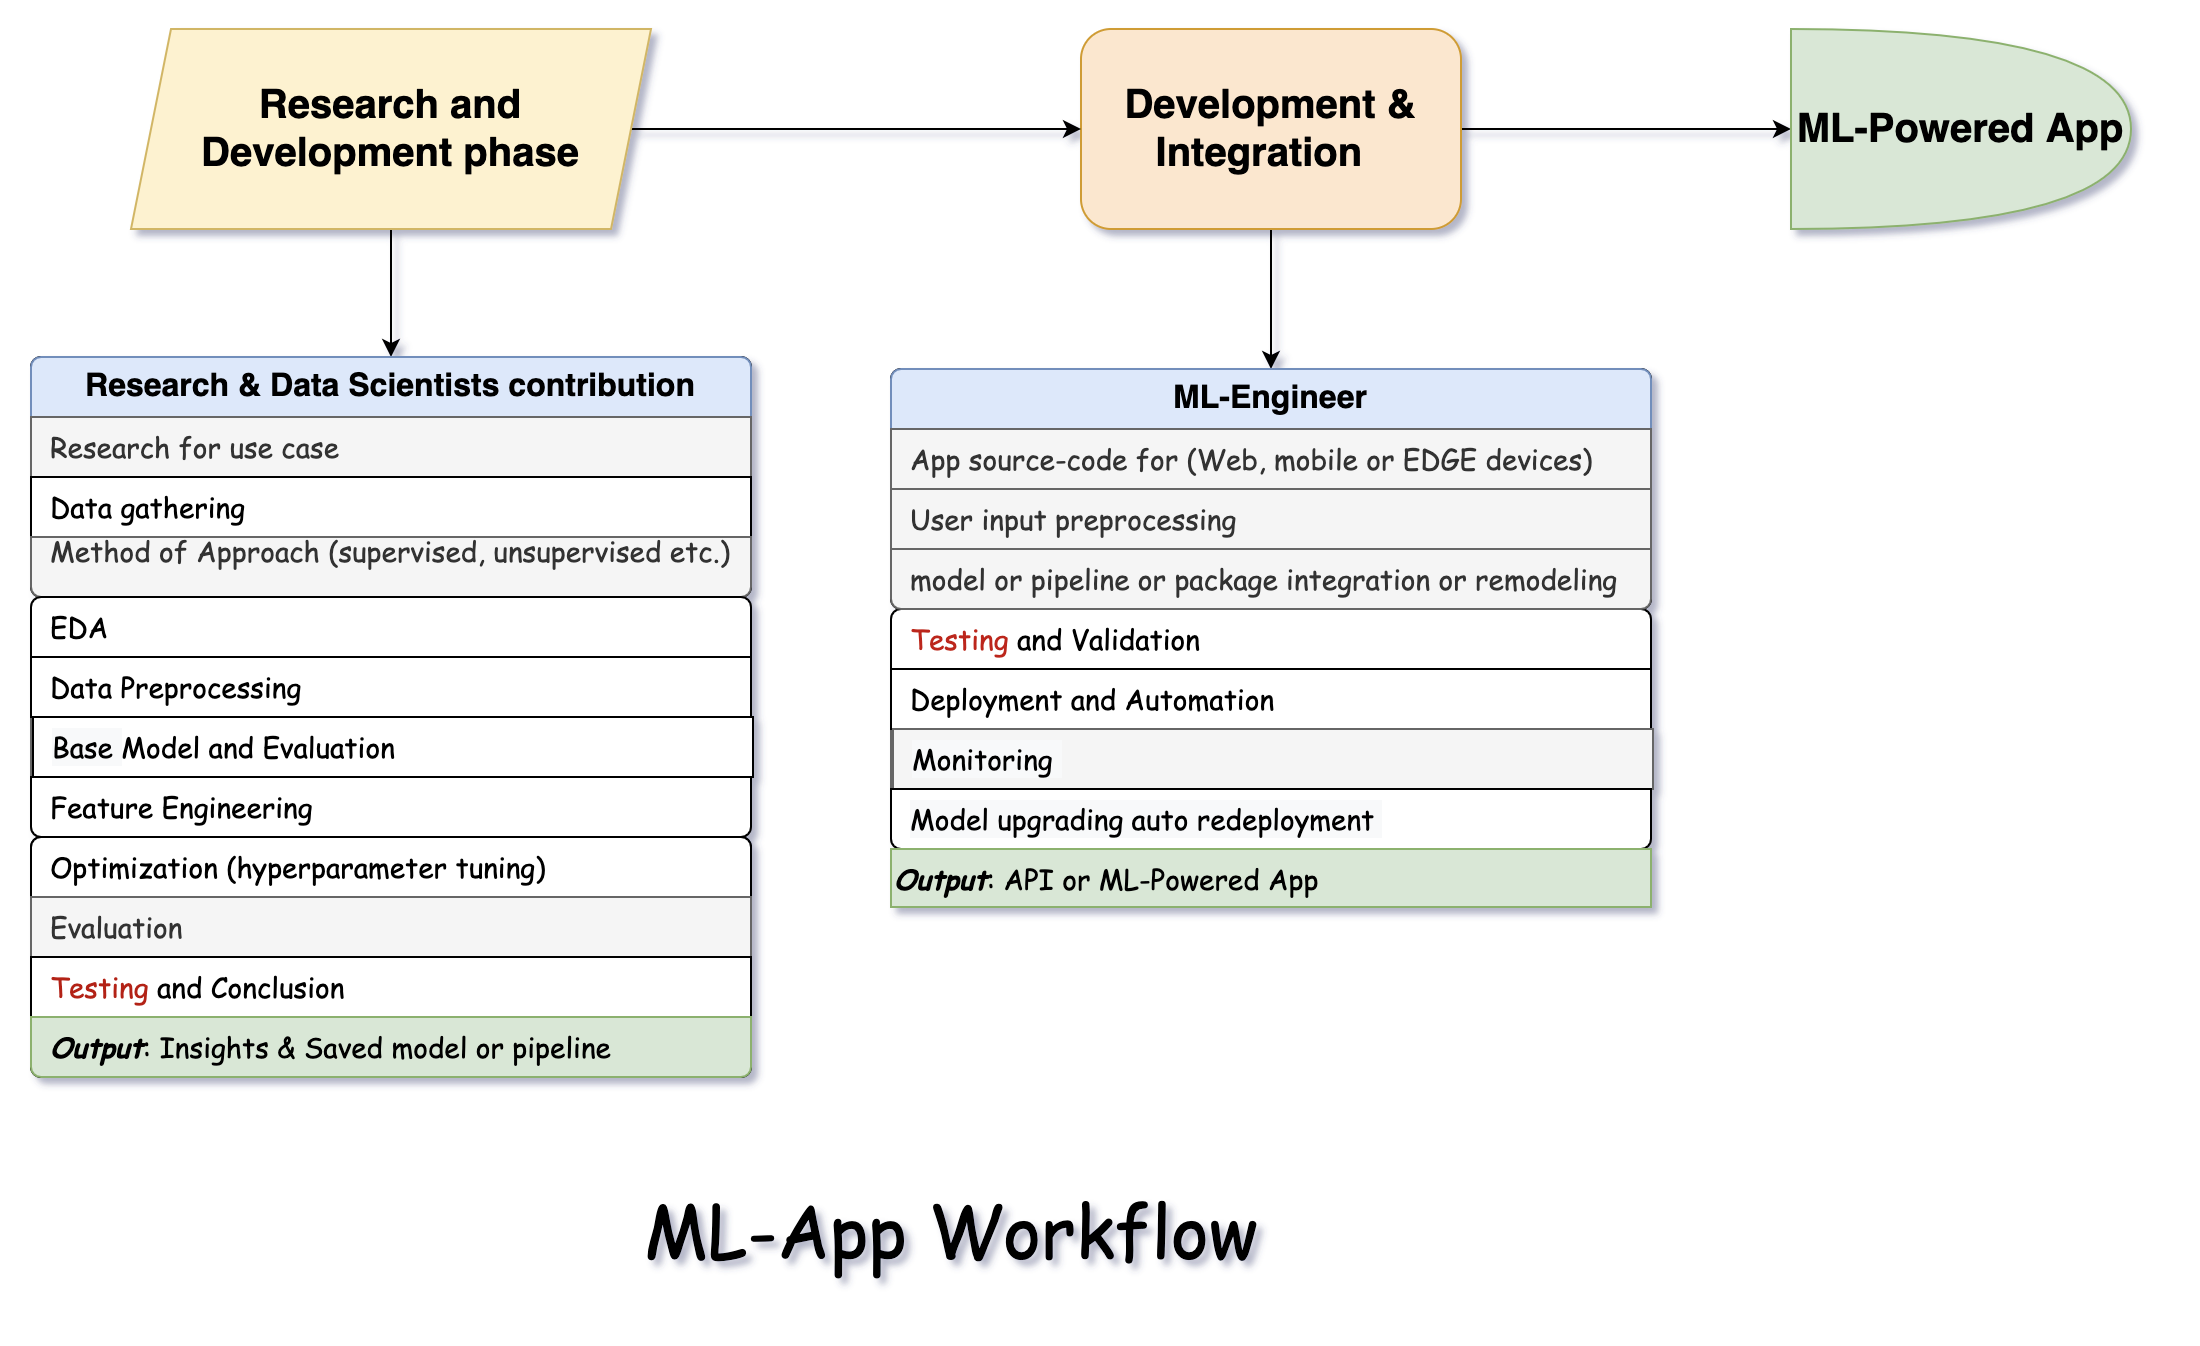 Research and
Development phase
Development &
Integration
ML-Powered App
Research & Data Scientists contribution
Research for use case
Data gathering
Method of Approach (supervised, unsupervised etc.)
EDA
Data Preprocessing
Base Model and Evaluation
Feature Engineering
Optimization (hyperparameter tuning)
Evaluation
Testing and Conclusion
Output: Insights & Saved model or pipeline
ML-Engineer
App source-code for (Web, mobile or EDGE devices)
User input preprocessing
model or pipeline or package integration or remodeling
Testing and Validation
Deployment and Automation
Monitoring
Model upgrading auto redeployment
Output: API or ML-Powered App
ML-App Workflow